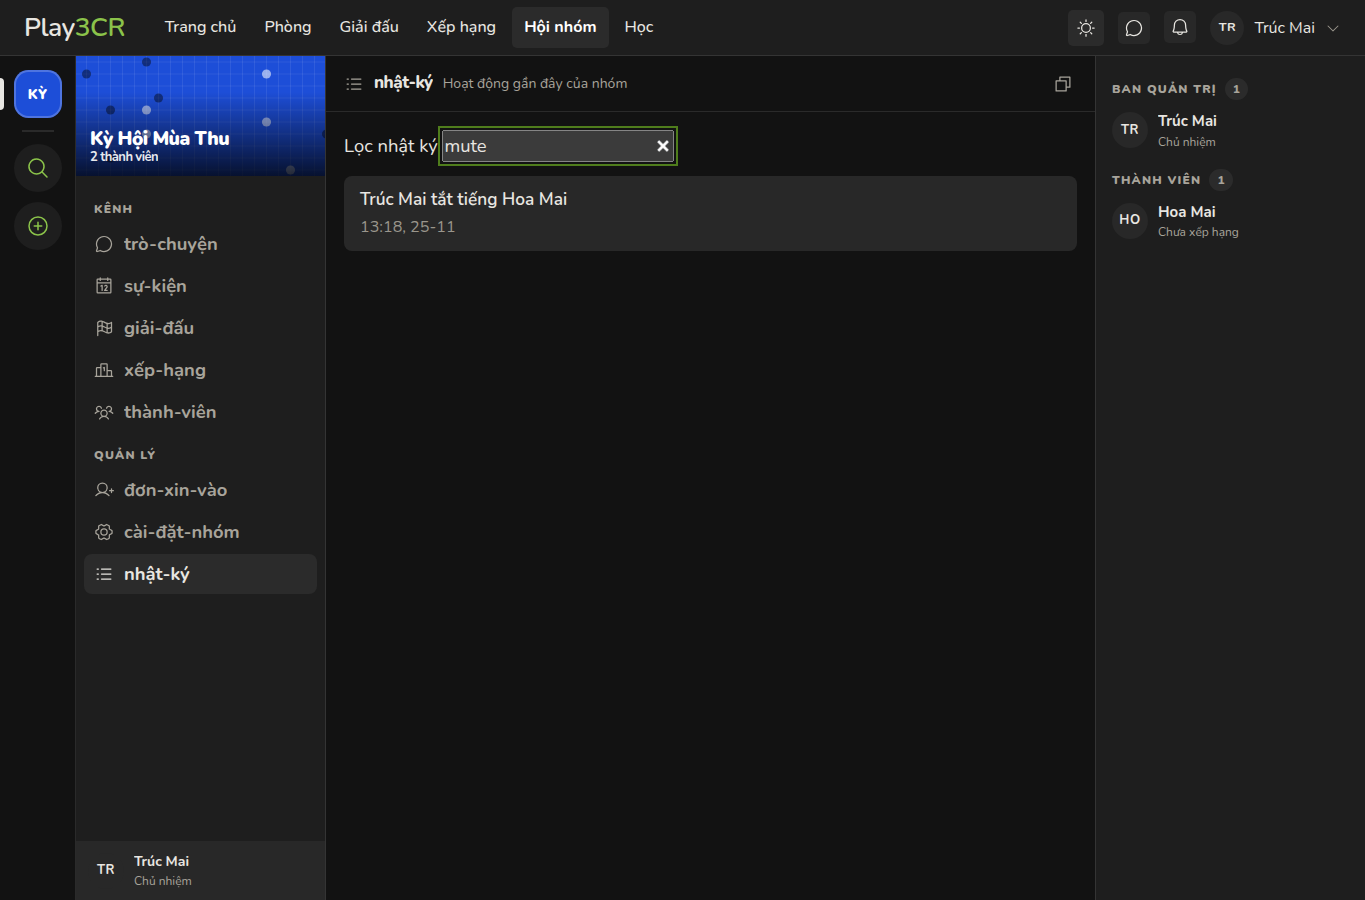 Play3CR
Trang chủ
Phòng
Giải đấu
Xếp hạng
Hội nhóm
Học
TR
Trúc Mai
KỲ
Kỳ Hội Mùa Thu
2 thành viên
KÊNH
trò-chuyện
12
sự-kiện
giải-đấu
1
xếp-hạng
thành-viên
QUẢN LÝ
đơn-xin-vào
cài-đặt-nhóm
nhật-ký
TR
Trúc Mai
Chủ nhiệm
nhật-ký
Hoạt động gần đây của nhóm
Lọc nhật ký
mute
Trúc Mai tắt tiếng Hoa Mai
13:18, 25-11
BAN QUẢN TRỊ
1
TR
Trúc Mai
Chủ nhiệm
THÀNH VIÊN
1
HO
Hoa Mai
Chưa xếp hạng